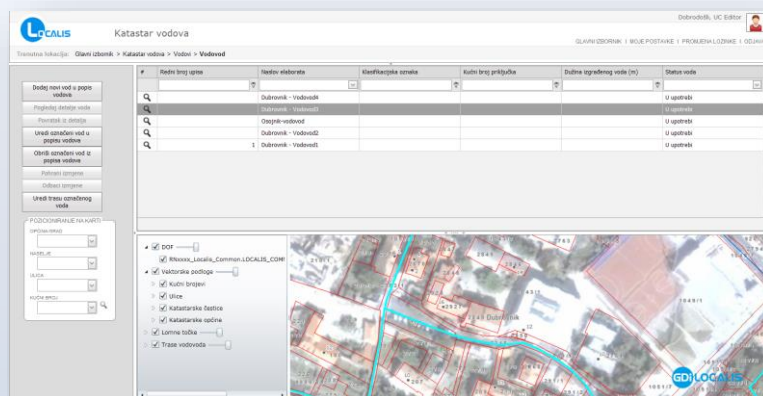 Dobrodošli, UC Editor
LOCALIS
Katastar vodova
GLAVNI IZBORNIK | MOJE POSTAVKE | PROMJENA LOZINKE | ODJAVA
Trenutna lokacija: Glavni izbornik > Katastar vodova > Vodovi > Vodovod
# Redni broj upisa Naslov elaborata Klasifikacijska oznaka Kućni broj priključka Dužina izgrađenog voda (m) Status voda
Dubrovnik - Vodovod4 U upotrebi
Dubrovnik - Vodovod3 U upotrebi
Osojnik-vodovod U upotrebi
Dubrovnik - Vodovod2 U upotrebi
1 Dubrovnik - Vodovod1 U upotrebi
Dodaj novi vod u popis
vodova
Pogledaj detalje voda
Povratak iz detalja
Uredi označeni vod u
popisu vodova
Obriši označeni vod iz
popisa vodova
Pohrani izmjene
Odbaci izmjene
Uredi trasu označenog
voda
POZICIONIRANJE NA KARTI
OPĆINA/GRAD
NASELJE
ULICA
KUĆNI BROJ
DOF
RNxxxx_Localis_Common.LOCALIS_COM
Vektorske podloge
Kućni brojevi
Ulice
Katastarske čestice
Katastarske općine
Lomne točke
Trase vodovoda
Dubrovnik
GDi LOCALIS